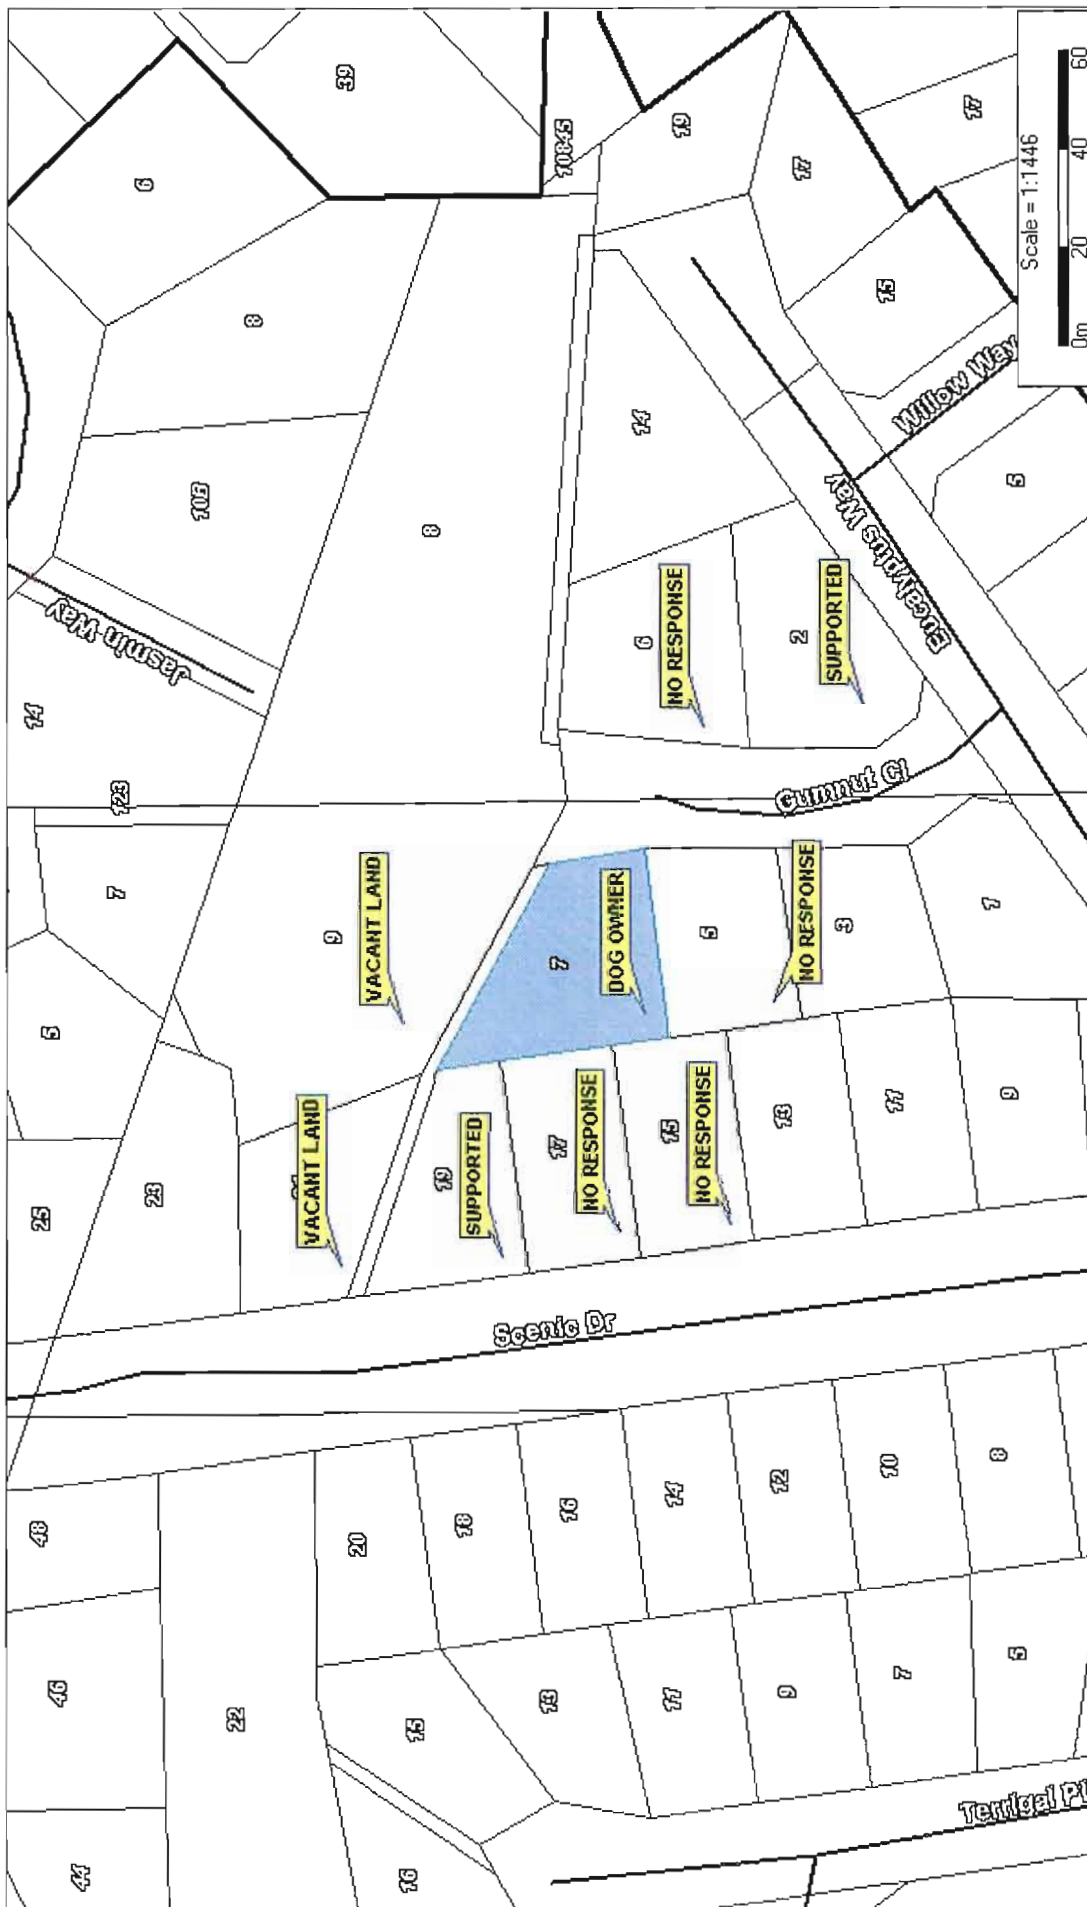 44
46
48
25
5
7
123
14
Jasmin Way
10B
8
6
39
22
23
VACANT LAND
9
VACANT LAND
8
10845
19
17
17
15
14
Scale = 1:1446
0m 20 40 60
16
15
20
18
16
14
12
10
8
13
11
9
7
5
Terrigal Pl
Scenic Dr
19
SUPPORTED
17
NO RESPONSE
15
NO RESPONSE
13
11
9
7
DOG OWNER
5
NO RESPONSE
3
1
Gumnut Cl
6
NO RESPONSE
2
SUPPORTED
Eucalyptus Way
Willow Way
5